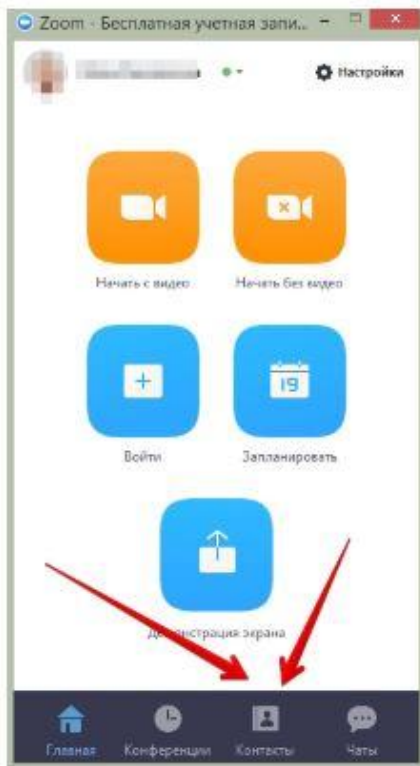 Zoom - Бесплатная учетная запи...
Настройки
Начать с видео
Начать без видео
19
Войти
Запланировать
Демонстрация экрана
Главная
Конференции
Контакты
Чаты